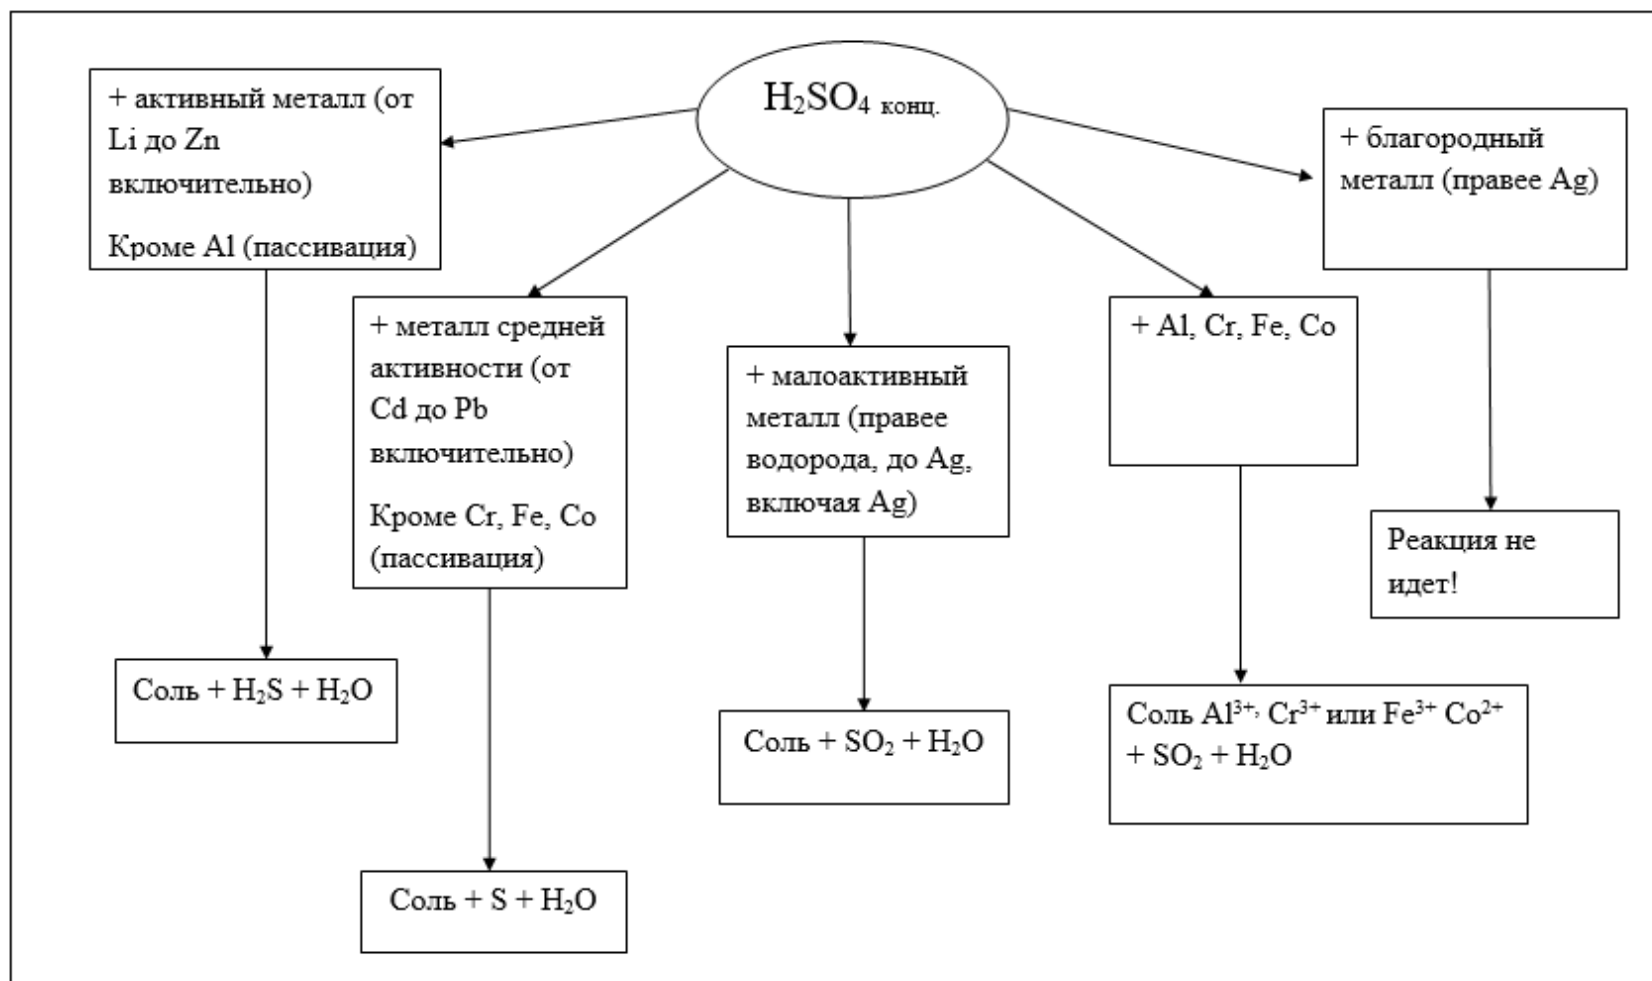 H₂SO₄ конц.
+ активный металл (от
Li до Zn
включительно)
Кроме Al (пассивация)
+ металл средней
активности (от
Cd до Pb
включительно)
Кроме Cr, Fe, Co
(пассивация)
+ малоактивный
металл (правее
водорода, до Ag,
включая Ag)
+ Al, Cr, Fe, Co
+ благородный
металл (правее Ag)
Соль + H₂S + H₂O
Соль + S + H₂O
Соль + SO₂ + H₂O
Соль Al³⁺, Cr³⁺ или Fe³⁺ Co²⁺
+ SO₂ + H₂O
Реакция не
идет!